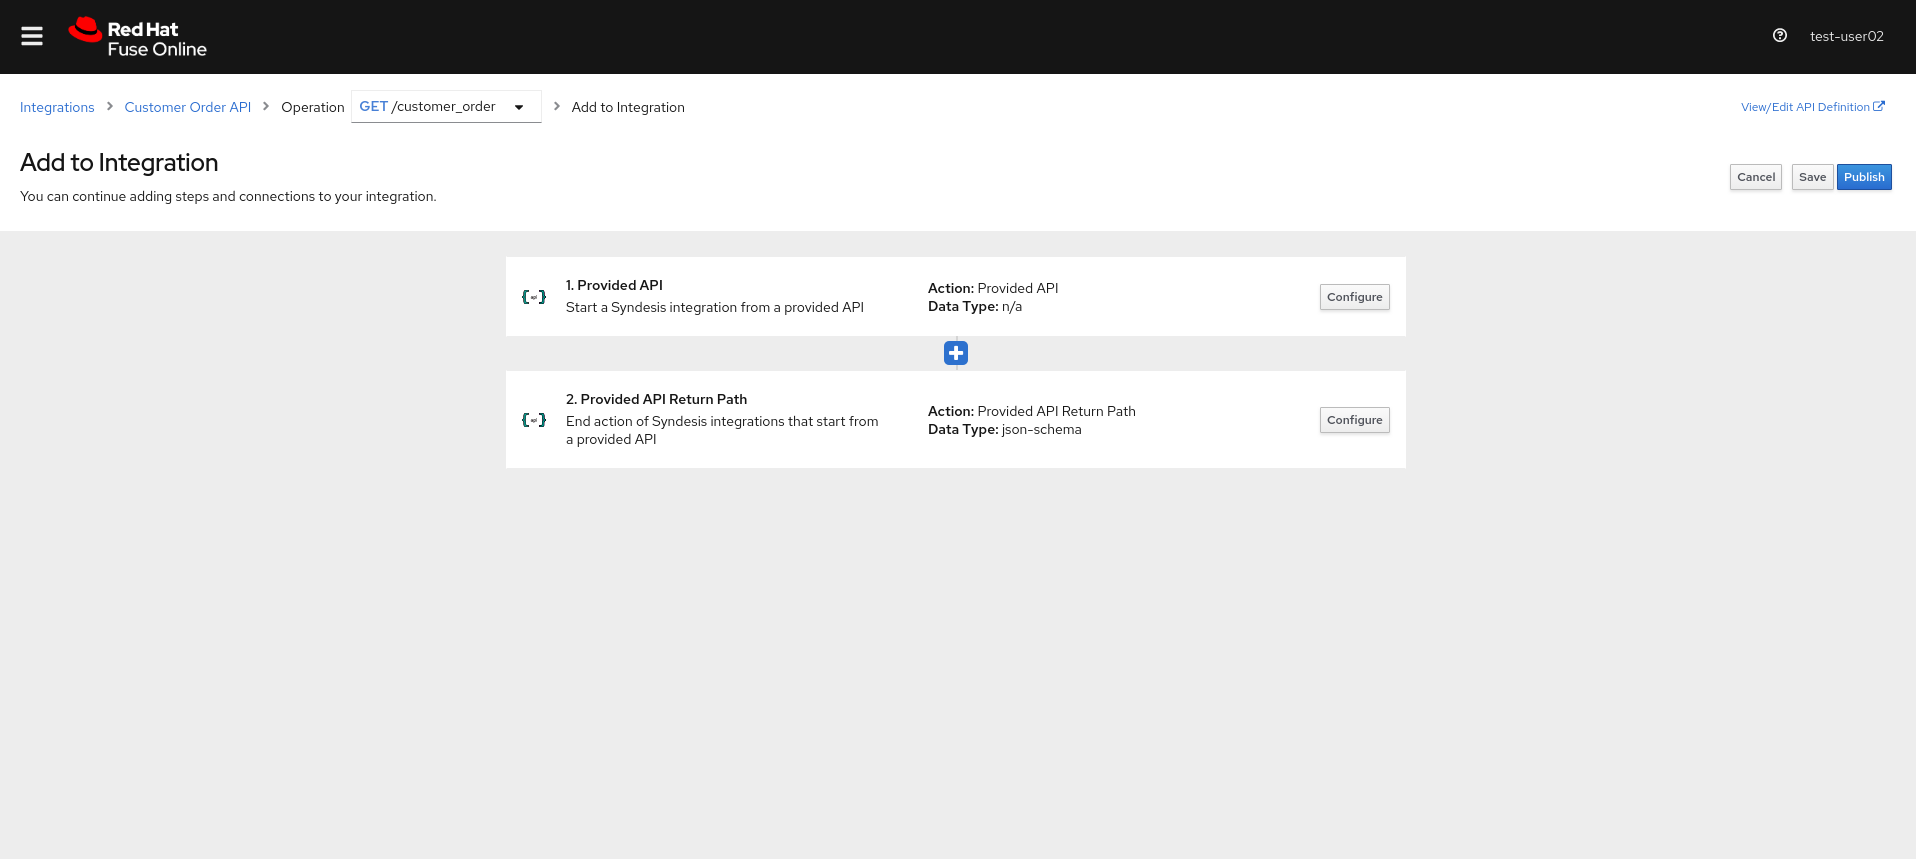 Red Hat
Fuse Online
test-user02
Integrations
Customer Order API
Operation
GET /customer_order
Add to Integration
View/Edit API Definition
Add to Integration
You can continue adding steps and connections to your integration.
Cancel
Save
Publish
1. Provided API
Start a Syndesis integration from a provided API
Action: Provided API
Data Type: n/a
Configure
2. Provided API Return Path
End action of Syndesis integrations that start from
a provided API
Action: Provided API Return Path
Data Type: json-schema
Configure